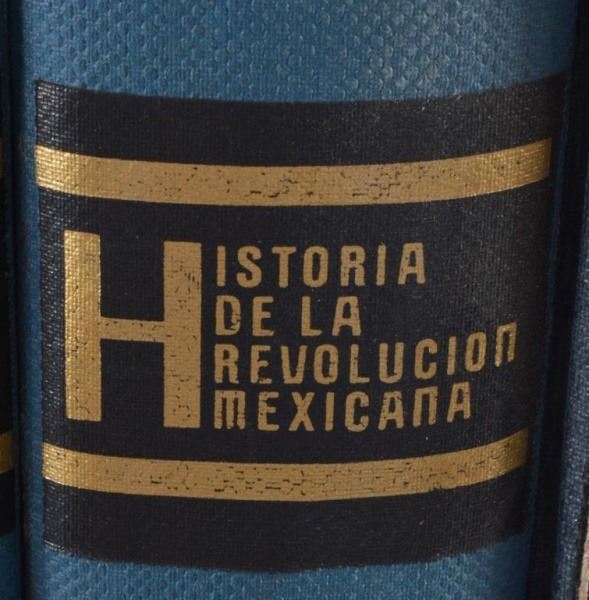 HISTORIA
DE LA
REVOLUCION
MEXICANA